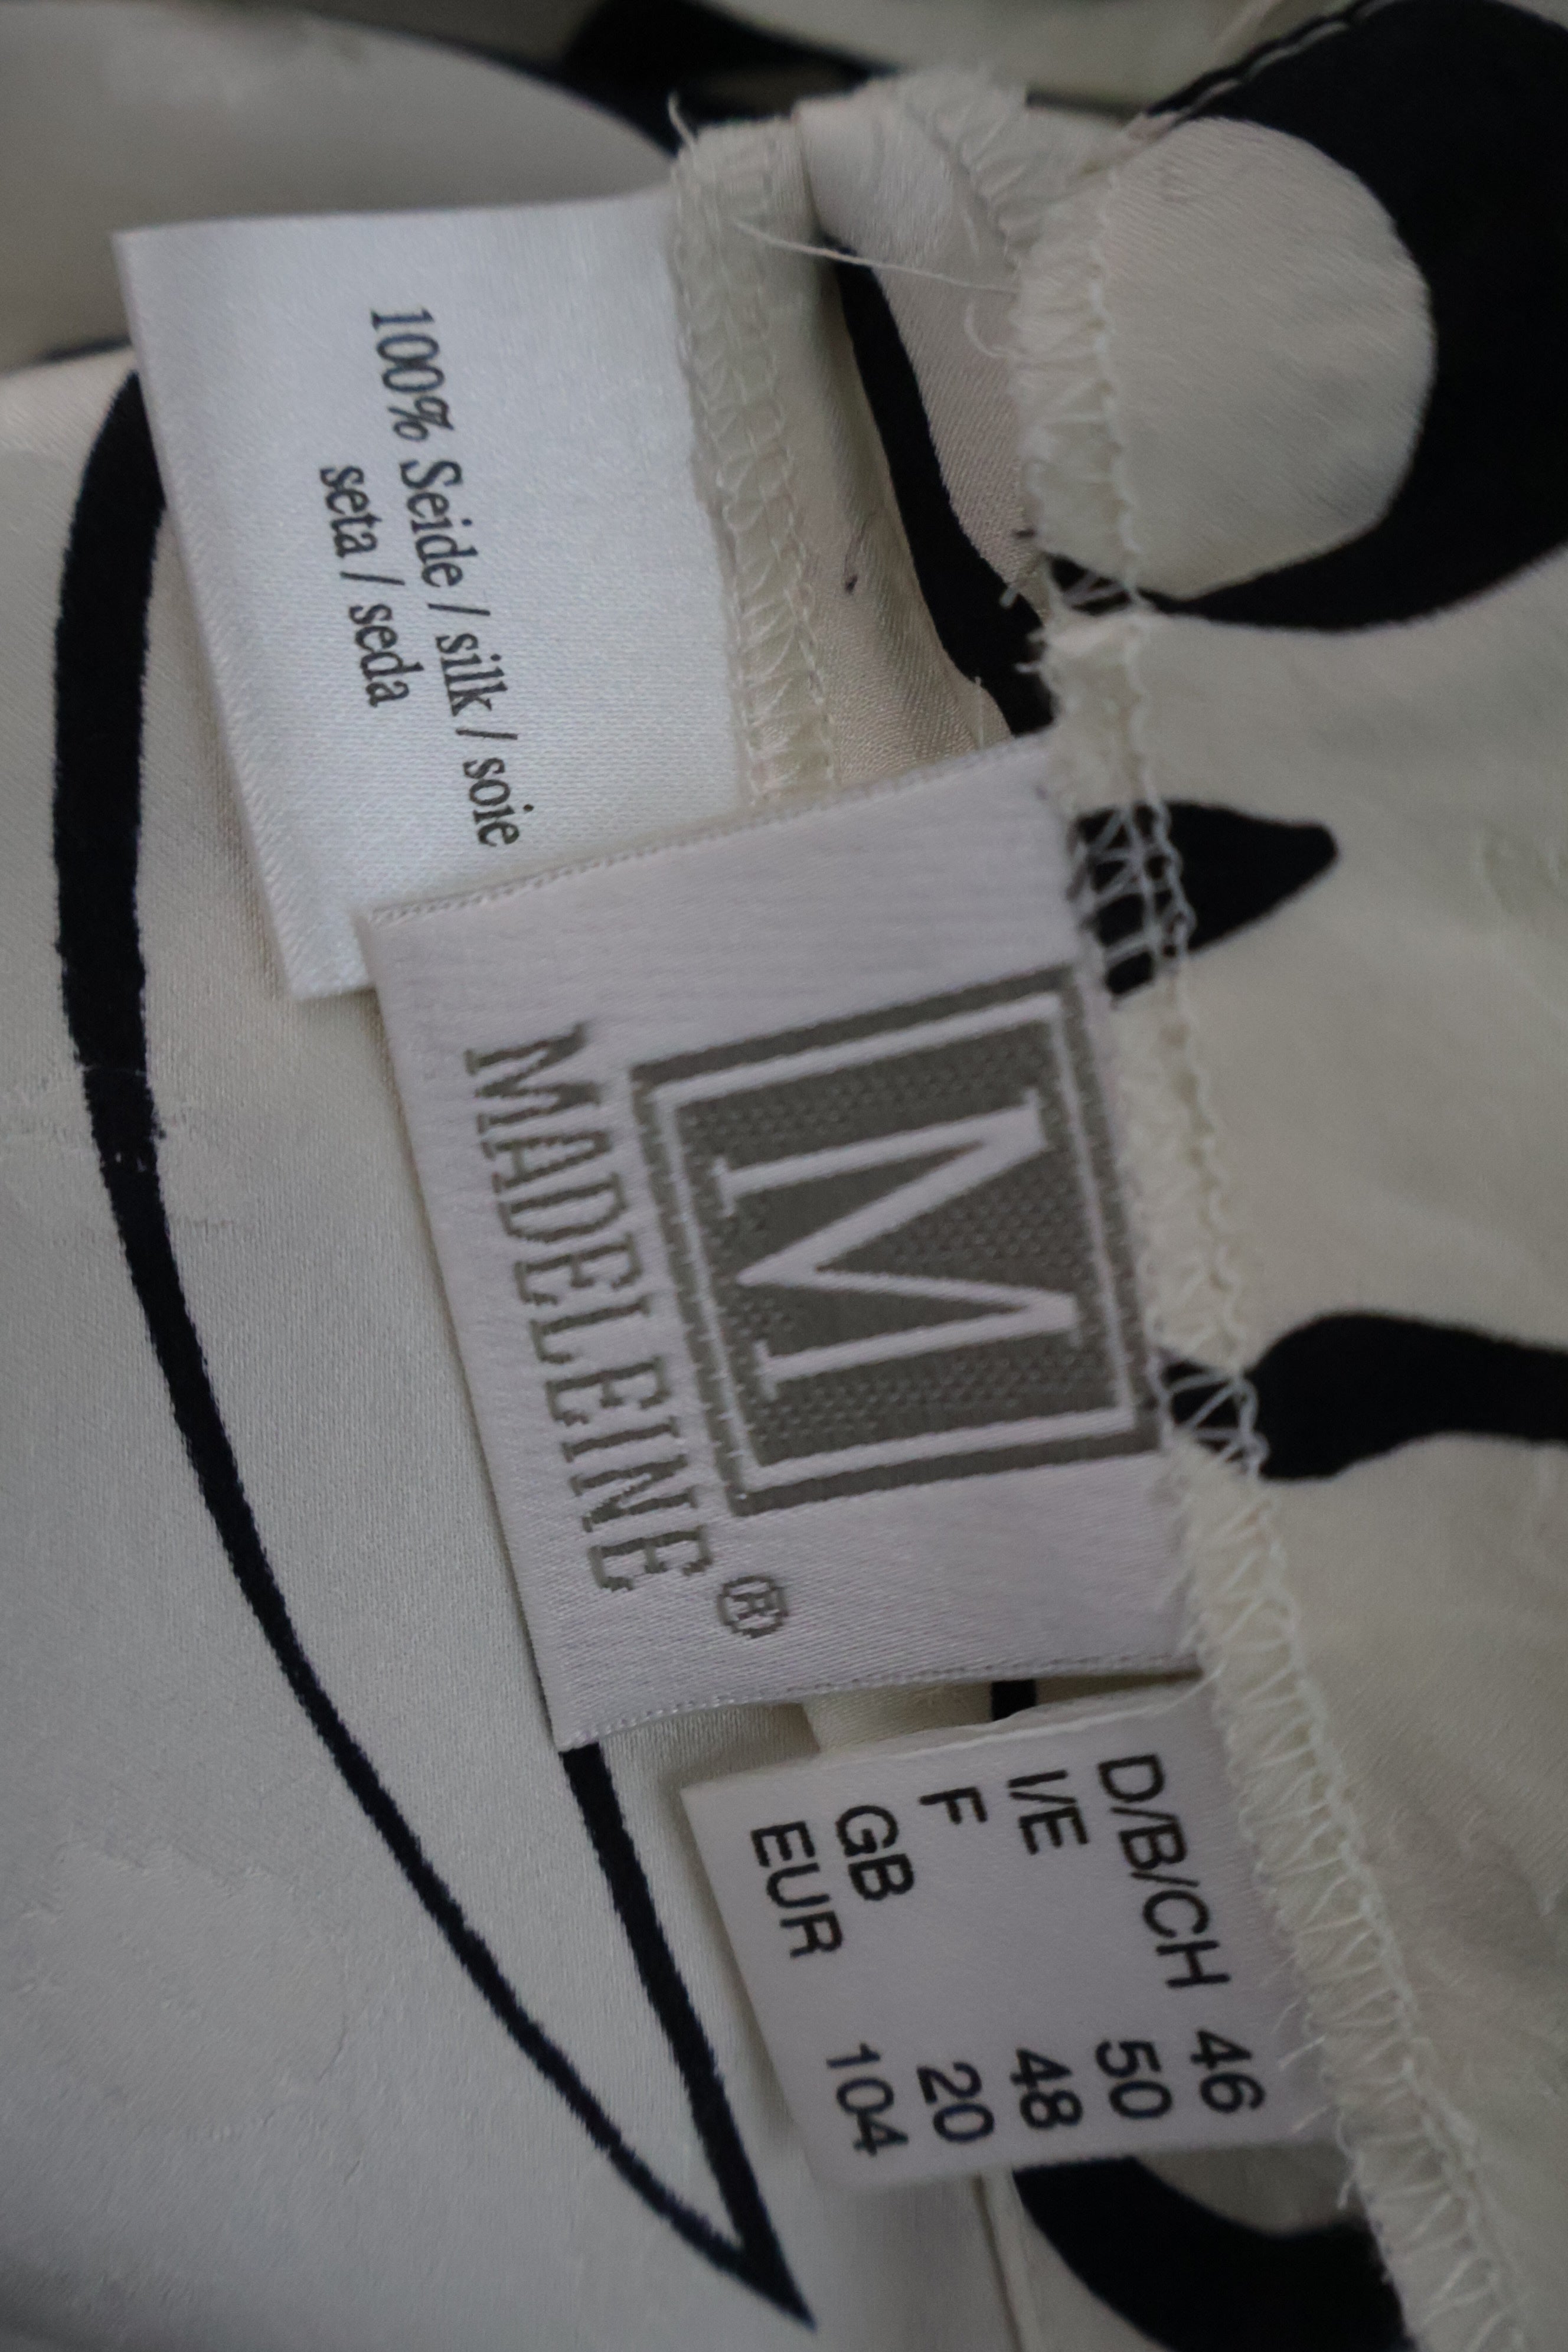 100% Seide / silk / soie
seta / seda
M
MADELEINE®
D/B/CH 46
I/E 50
F 48
GB 20
EUR 104